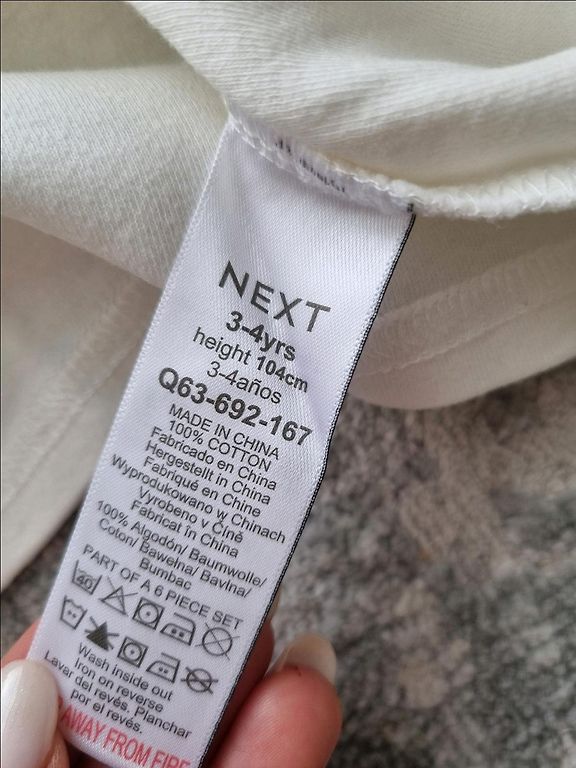 NEXT
3-4yrs
height 104cm
3-4años
Q63-692-167
MADE IN CHINA
100% COTTON
Fabricado en China
Hergestellt in China
Fabriqué en Chine
Wyprodukowano w Chinach
Vyrobeno v Číně
Fabricat în China
100% Algodón/ Baumwolle/
Coton/ Bawełna/ Bavlna/
Bumbac
PART OF A 6 PIECE SET
40
Wash inside out
Iron on reverse
Lavar del revés. Planchar
por el revés.
AWAY FROM FIRE